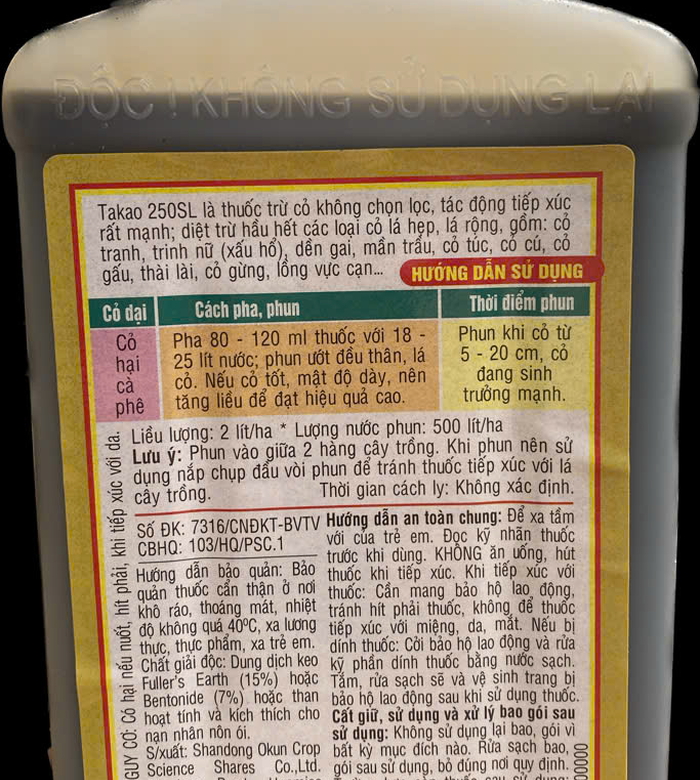 ĐỘC ! KHÔNG SỬ DỤNG LẠI
Takao 250SL là thuốc trừ cỏ không chọn lọc, tác động tiếp xúc
rất mạnh; diệt trừ hầu hết các loại cỏ lá hẹp, lá rộng, gồm: cỏ
tranh, trinh nữ (xấu hổ), dền gai, mần trầu, cỏ túc, cỏ cú, cỏ
gấu, thài lài, cỏ gừng, lồng vực cạn...
HƯỚNG DẪN SỬ DỤNG
Cỏ dại
Cách pha, phun
Thời điểm phun
Cỏ
hại
cà
phê
Pha 80 - 120 ml thuốc với 18 -
25 lít nước; phun ướt đều thân, lá
cỏ. Nếu cỏ tốt, mật độ dày, nên
tăng liều để đạt hiệu quả cao.
Phun khi cỏ từ
5 - 20 cm, cỏ
đang sinh
trưởng mạnh.
Liều lượng: 2 lít/ha * Lượng nước phun: 500 lít/ha
Lưu ý: Phun vào giữa 2 hàng cây trồng. Khi phun nên sử
dụng nắp chụp đầu vòi phun để tránh thuốc tiếp xúc với lá
cây trồng. Thời gian cách ly: Không xác định.
GUY CƠ: Có hại nếu nuốt, hít phải, khi tiếp xúc với da.
Số ĐK: 7316/CNĐKT-BVTV
CBHQ: 103/HQ/PSC.1
Hướng dẫn bảo quản: Bảo
quản thuốc cẩn thận ở nơi
khô ráo, thoáng mát, nhiệt
độ không quá 40ºC, xa lương
thực, thực phẩm, xa trẻ em.
Chất giải độc: Dung dịch keo
Fuller's Earth (15%) hoặc
Bentonide (7%) hoặc than
hoạt tính và kích thích cho
nạn nhân nôn ói.
S/xuất: Shandong Okun Crop
Science Shares Co.,Ltd.
Hướng dẫn an toàn chung: Để xa tầm
với của trẻ em. Đọc kỹ nhãn thuốc
trước khi dùng. KHÔNG ăn uống, hút
thuốc khi tiếp xúc. Khi tiếp xúc với
thuốc: Cần mang bảo hộ lao động,
tránh hít phải thuốc, không để thuốc
tiếp xúc với miệng, da, mắt. Nếu bị
dính thuốc: Cởi bảo hộ lao động và rửa
kỹ phần dính thuốc bằng nước sạch.
Tắm, rửa sạch sẽ và vệ sinh trang bị
bảo hộ lao động sau khi sử dụng thuốc.
Cất giữ, sử dụng và xử lý bao gói sau
sử dụng: Không sử dụng lại bao, gói vì
bất kỳ mục đích nào. Rửa sạch bao,
gói sau sử dụng, bỏ đúng nơi quy định.
00000